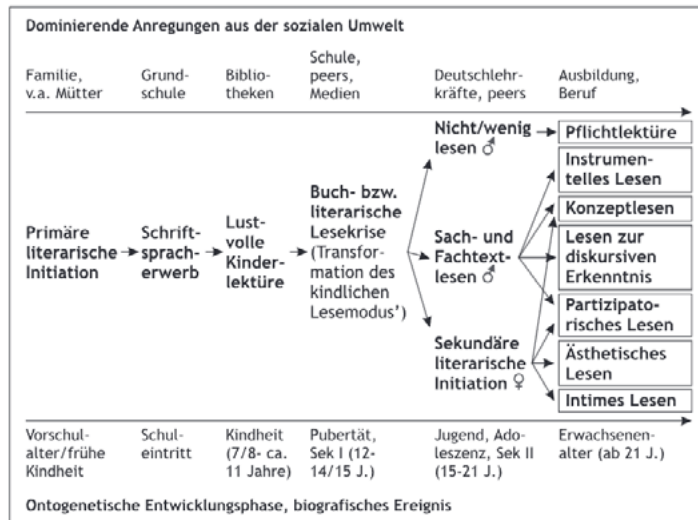 Dominierende Anregungen aus der sozialen Umwelt
Familie,
v.a. Mütter
Grund-
schule
Biblio-
theken
Schule,
peers,
Medien
Deutschlehr-
kräfte, peers
Ausbildung,
Beruf
Primäre
literarische
Initiation
Schrift-
sprach-
erwerb
Lust-
volle
Kinder-
lektüre
Buch- bzw.
literarische
Lesekrise
(Transfor-
mation des
kindlichen
Lesemodus’)
Nicht/wenig
lesen ♂
Sach- und
Fachtext-
lesen ♂
Sekundäre
literarische
Initiation ♀
Pflichtlektüre
Instrumen-
telles Lesen
Konzeptlesen
Lesen zur
diskursiven
Erkenntnis
Partizipato-
risches Lesen
Ästhetisches
Lesen
Intimes Lesen
Vorschul-
alter/frühe
Kindheit
Schul-
eintritt
Kindheit
(7/8- ca.
11 Jahre)
Pubertät,
Sek I (12-
14/15 J.)
Jugend, Ado-
leszenz, Sek II
(15-21 J.)
Erwachsenen-
alter (ab 21 J.)
Ontogenetische Entwicklungsphase, biografisches Ereignis